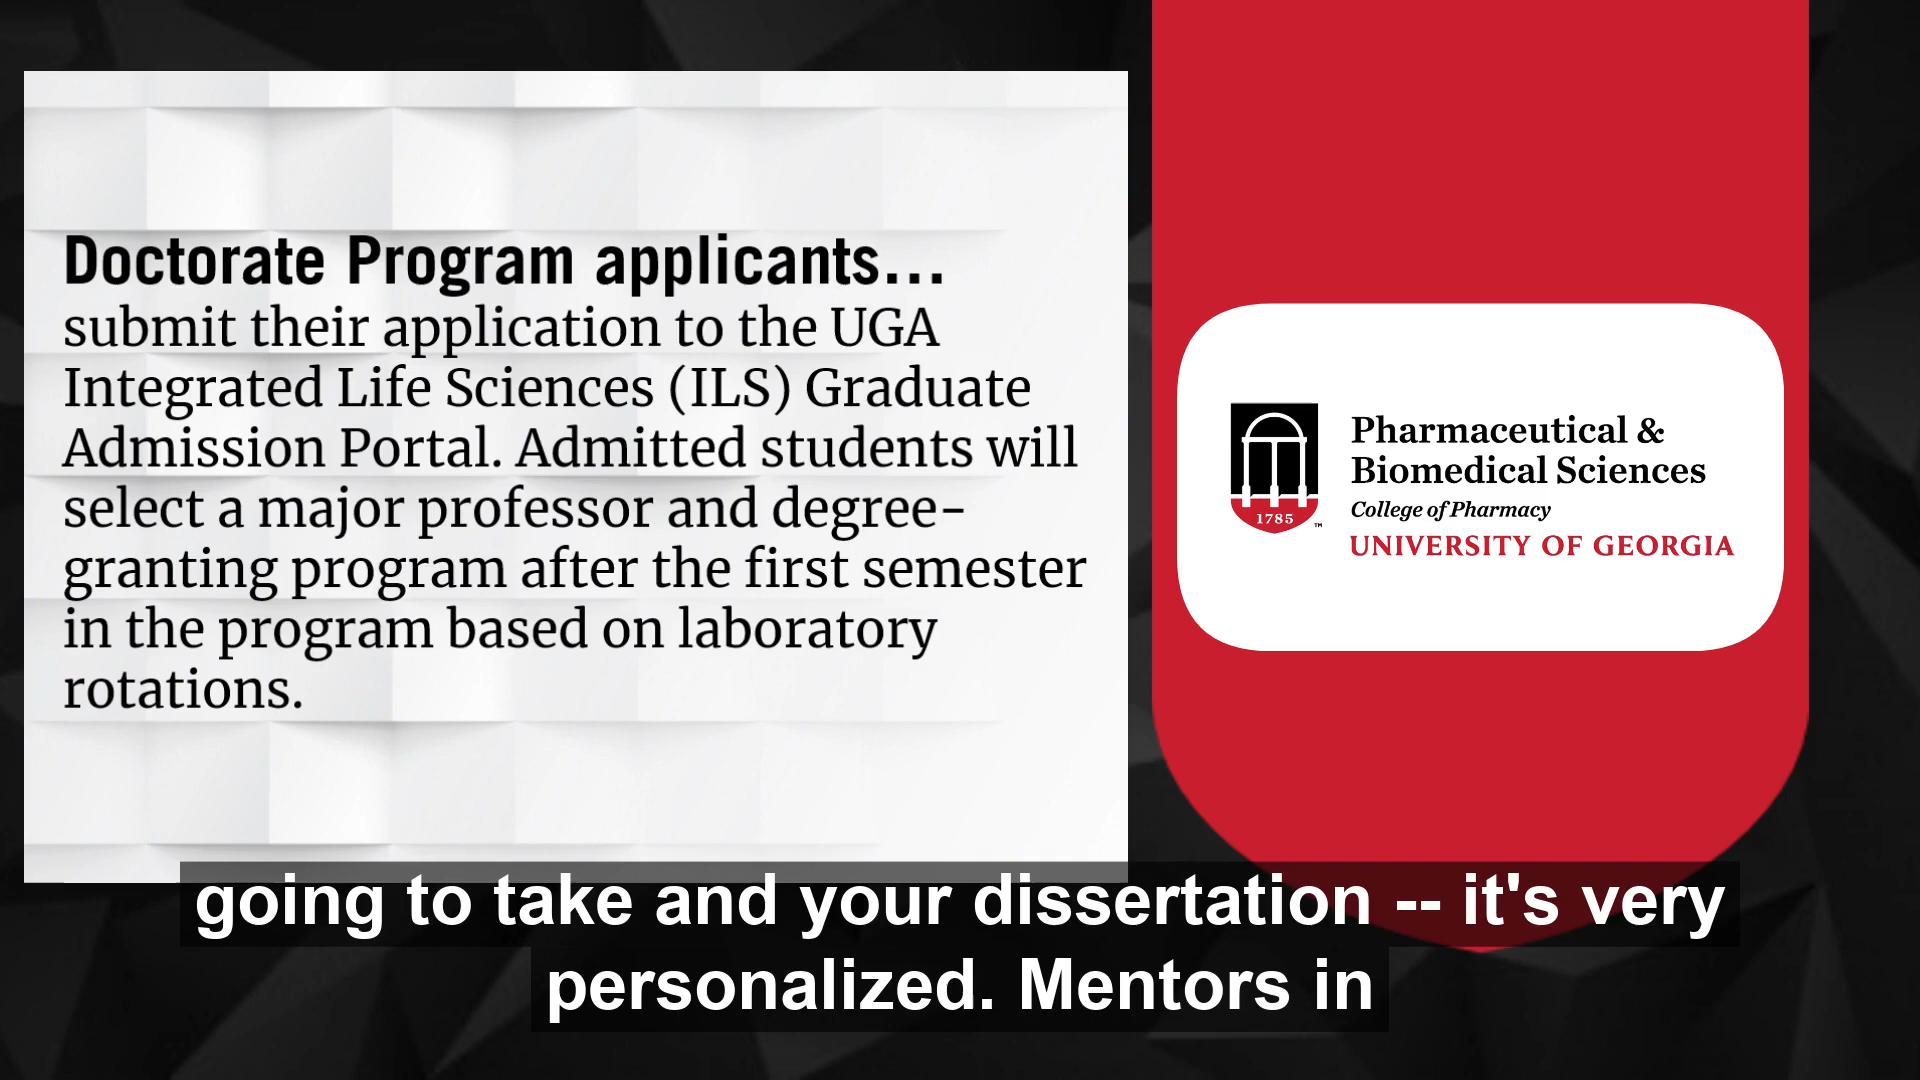 Doctorate Program applicants...
submit their application to the UGA
Integrated Life Sciences (ILS) Graduate
Admission Portal. Admitted students will
select a major professor and degree-
granting program after the first semester
in the program based on laboratory
rotations.
1785
™
Pharmaceutical &
Biomedical Sciences
College of Pharmacy
UNIVERSITY OF GEORGIA
going to take and your dissertation -- it's very
personalized. Mentors in